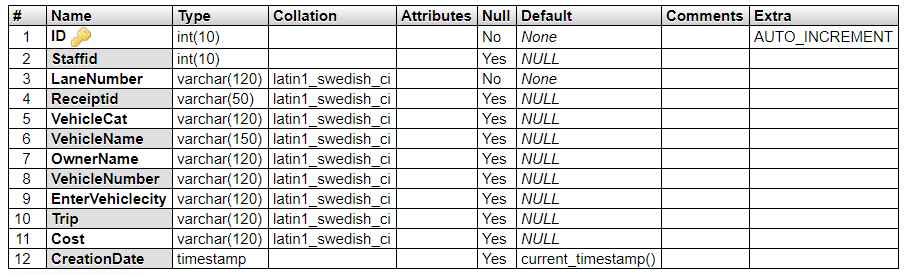 # Name Type Collation Attributes Null Default Comments Extra
1 ID int(10) No None AUTO_INCREMENT
2 Staffid int(10) Yes NULL
3 LaneNumber varchar(120) latin1_swedish_ci No None
4 Receiptid varchar(50) latin1_swedish_ci Yes NULL
5 VehicleCat varchar(120) latin1_swedish_ci Yes NULL
6 VehicleName varchar(150) latin1_swedish_ci Yes NULL
7 OwnerName varchar(120) latin1_swedish_ci Yes NULL
8 VehicleNumber varchar(120) latin1_swedish_ci Yes NULL
9 EnterVehiclecity varchar(120) latin1_swedish_ci Yes NULL
10 Trip varchar(120) latin1_swedish_ci Yes NULL
11 Cost varchar(120) latin1_swedish_ci Yes NULL
12 CreationDate timestamp Yes current_timestamp()